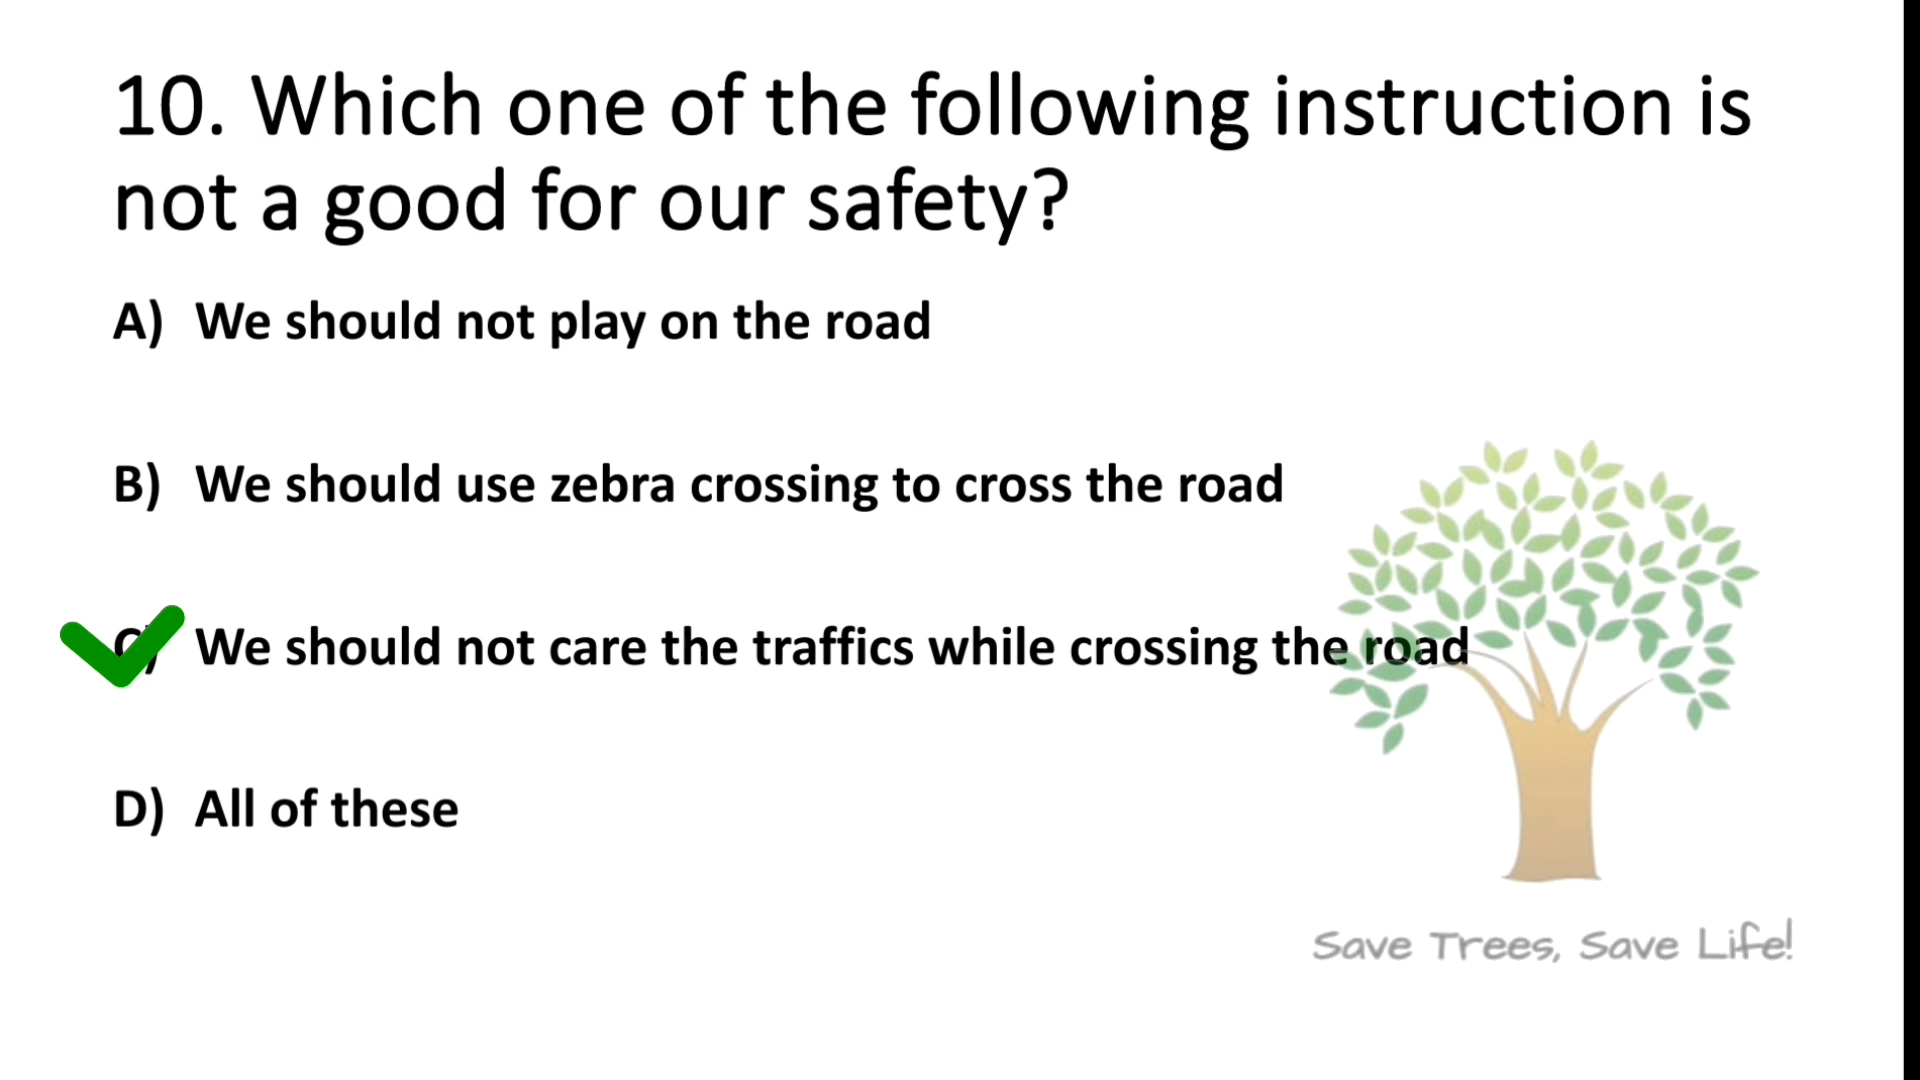 10. Which one of the following instruction is
not a good for our safety?
A) We should not play on the road
B) We should use zebra crossing to cross the road
C) We should not care the traffics while crossing the road
D) All of these
Save Trees, Save Life!